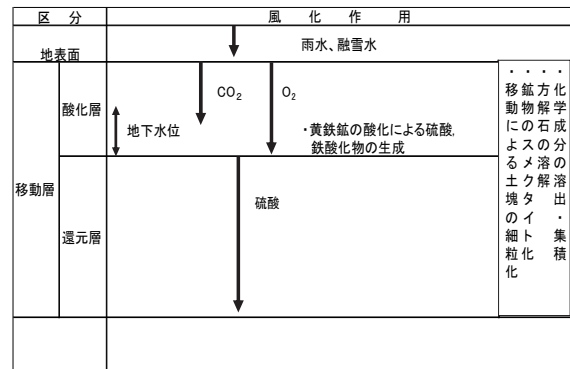 区 分
風 化 作 用
雨水、融雪水
地表面
CO₂
O₂
酸化層
地下水位
・黄鉄鉱の酸化による硫酸,
鉄酸化物の生成
移動層
硫酸
還元層
・化学成分の溶出・集積
・方解石の溶解
・鉱物のスメクタイト化
・移動による土塊の細粒化